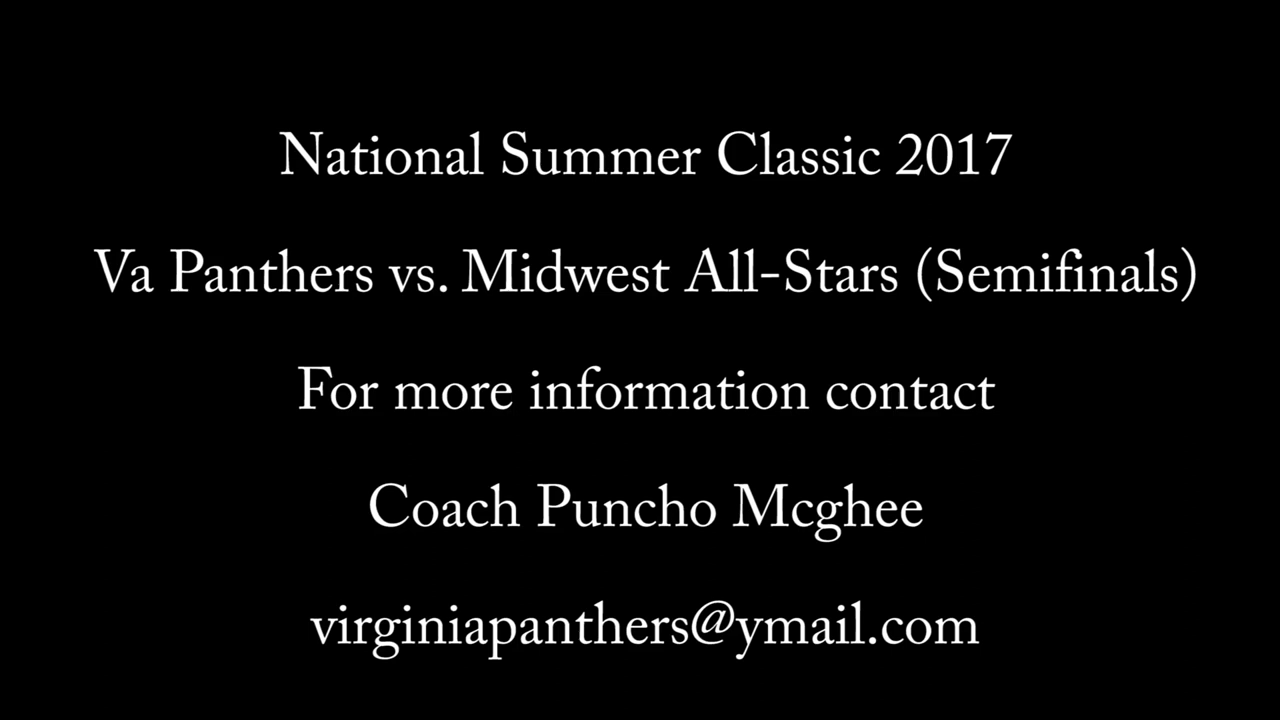 National Summer Classic 2017
Va Panthers vs. Midwest All-Stars (Semifinals)
For more information contact
Coach Puncho Mcghee
virginiapanthers@ymail.com